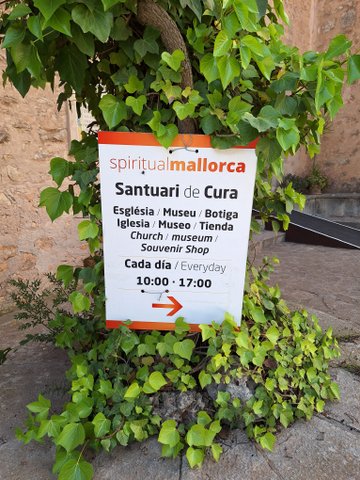 spiritualmallorca
Santuari de Cura
Església / Museu / Botiga
Iglesia / Museo / Tienda
Church / museum /
Souvenir Shop
Cada día / Everyday
10:00 - 17:00